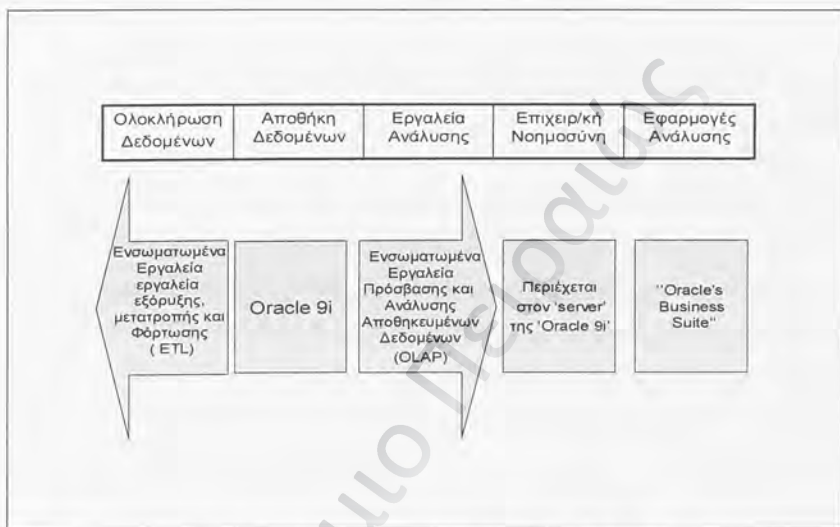 Ολοκλήρωση
Δεδομένων
Αποθήκη
Δεδομένων
Εργαλεία
Ανάλυσης
Επιχειρ/κή
Νοημοσύνη
Εφαρμογές
Ανάλυσης
Ενσωματωμένα
Εργαλεία
εργαλεία
εξόρυξης,
μετατροπής και
Φόρτωσης
( ETL)
Oracle 9i
Ενσωματωμένα
Εργαλεία
Πρόσβασης και
Ανάλυσης
Αποθηκευμένων
Δεδομένων
(OLAP)
Περιέχεται
στον 'server'
της 'Oracle 9i'
"Oracle's
Business
Suite"